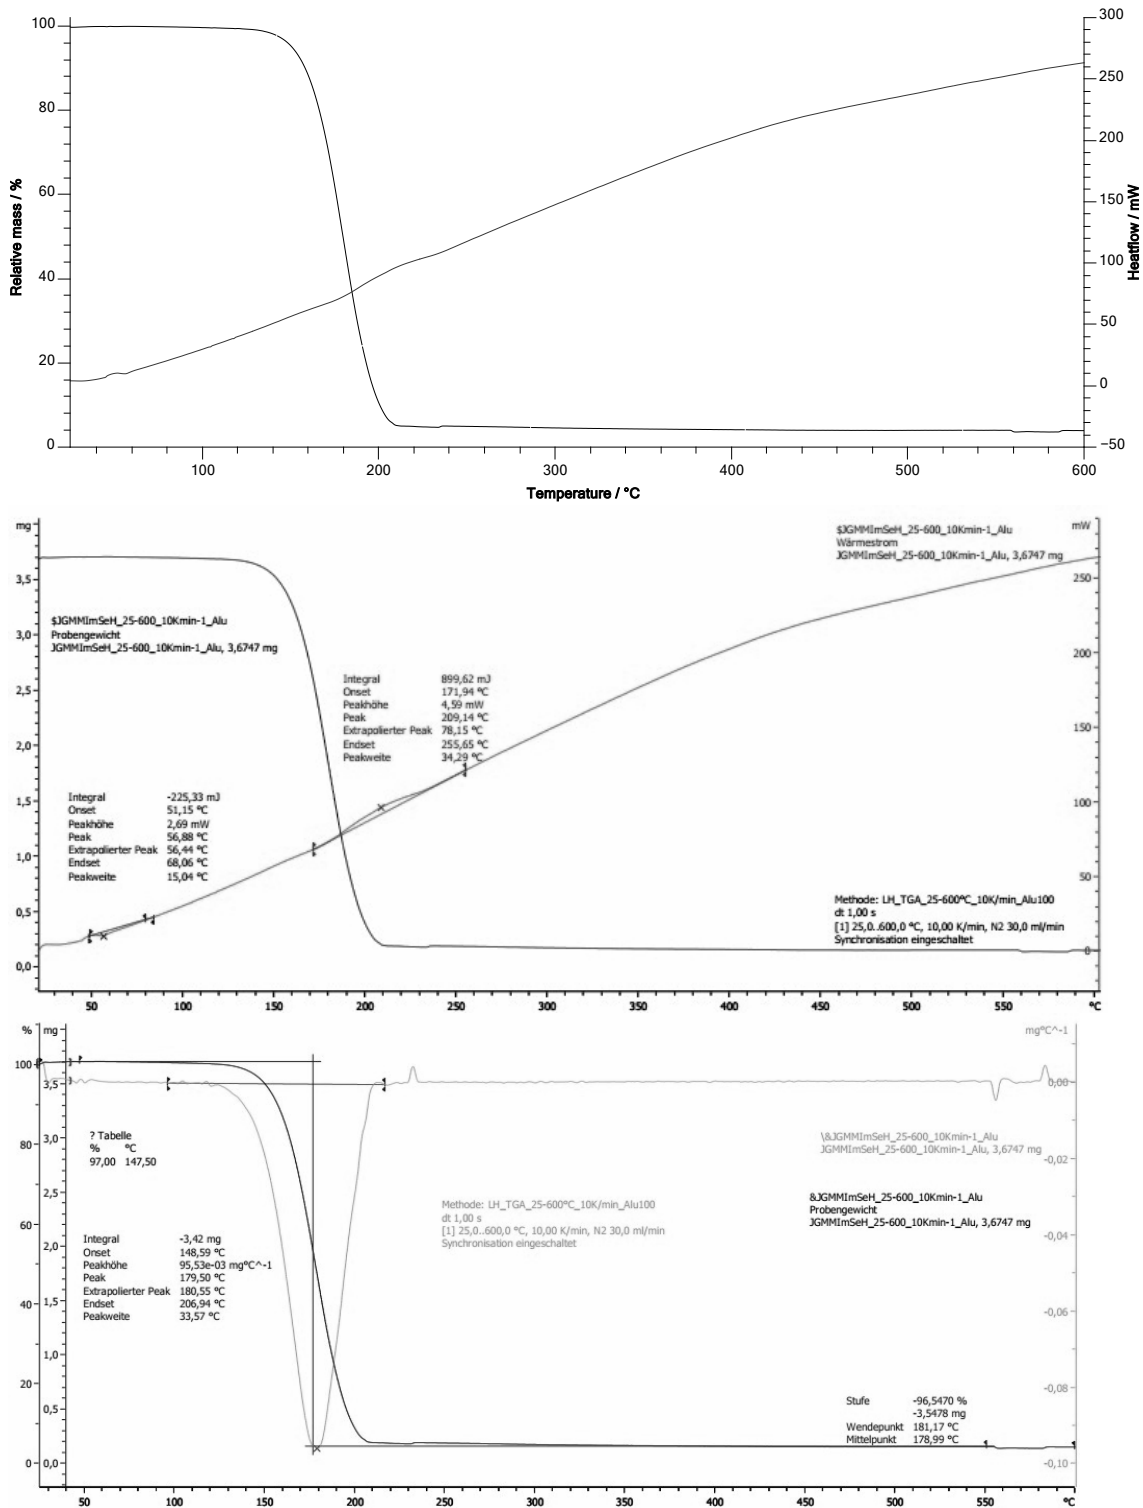 100
80
60
40
20
0
Relative mass / %
300
250
200
150
100
50
0
−50
Heatflow / mW
100
200
300
400
500
600
Temperature / °C
mg
mW
$JGMMImSeH_25-600_10Kmin-1_Alu
Wärmestrom
JGMMImSeH_25-600_10Kmin-1_Alu, 3,6747 mg
$JGMMImSeH_25-600_10Kmin-1_Alu
Probengewicht
JGMMImSeH_25-600_10Kmin-1_Alu, 3,6747 mg
Integral 899,62 mJ
Onset 171,94 °C
Peakhöhe 4,59 mW
Peak 209,14 °C
Extrapolierter Peak 78,15 °C
Endset 255,65 °C
Peakweite 34,29 °C
Integral -225,33 mJ
Onset 51,15 °C
Peakhöhe 2,69 mW
Peak 56,88 °C
Extrapolierter Peak 56,44 °C
Endset 68,06 °C
Peakweite 15,04 °C
Methode: LH_TGA_25-600°C_10K/min_Alu100
dt 1,00 s
[1] 25,0..600,0 °C, 10,00 K/min, N2 30,0 ml/min
Synchronisation eingeschaltet
3,5
3,0
2,5
2,0
1,5
1,0
0,5
0,0
250
200
150
100
50
0
50 100 150 200 250 300 350 400 450 500 550 °C
% mg
mg°C^-1
100
80
60
40
20
0
3,5
3,0
2,5
2,0
1,5
1,0
0,5
0,0
0,00
-0,02
-0,04
-0,06
-0,08
-0,10
? Tabelle
% °C
97,00 147,50
\&JGMMImSeH_25-600_10Kmin-1_Alu
JGMMImSeH_25-600_10Kmin-1_Alu, 3,6747 mg
Methode: LH_TGA_25-600°C_10K/min_Alu100
dt 1,00 s
[1] 25,0..600,0 °C, 10,00 K/min, N2 30,0 ml/min
Synchronisation eingeschaltet
&JGMMImSeH_25-600_10Kmin-1_Alu
Probengewicht
JGMMImSeH_25-600_10Kmin-1_Alu, 3,6747 mg
Integral -3,42 mg
Onset 148,59 °C
Peakhöhe 95,53e-03 mg°C^-1
Peak 179,50 °C
Extrapolierter Peak 180,55 °C
Endset 206,94 °C
Peakweite 33,57 °C
Stufe -96,5470 %
-3,5478 mg
Wendepunkt 181,17 °C
Mittelpunkt 178,99 °C
50 100 150 200 250 300 350 400 450 500 550 °C